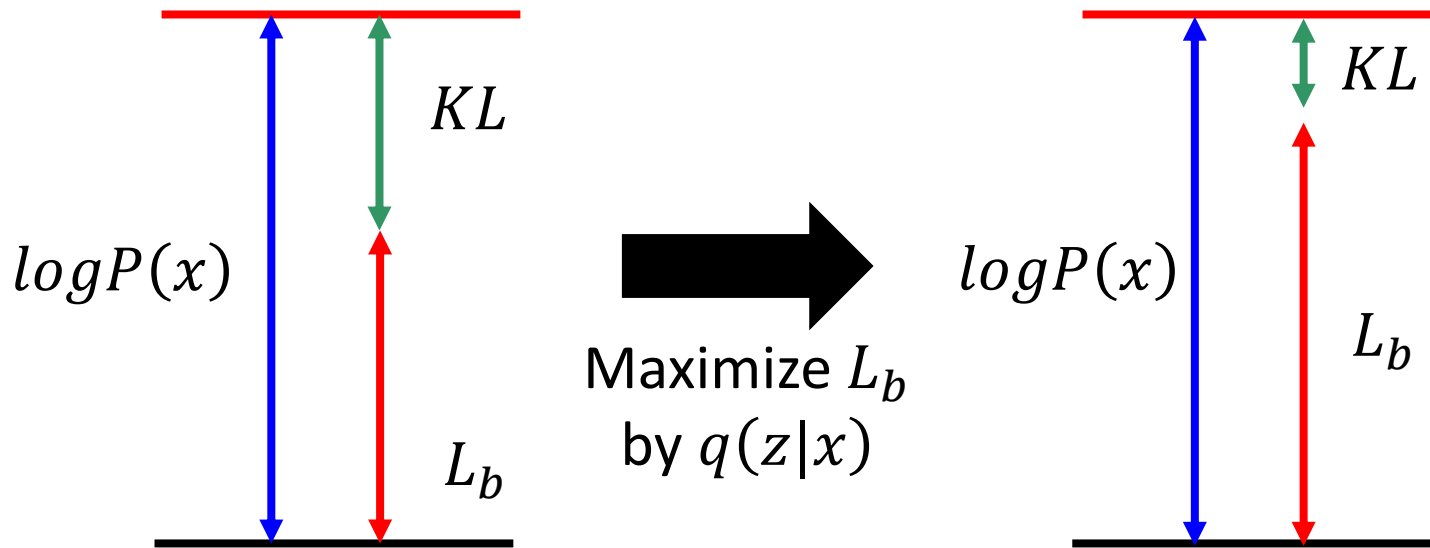 KL
logP(x)
L_b
Maximize L_b
by q(z|x)
KL
logP(x)
L_b